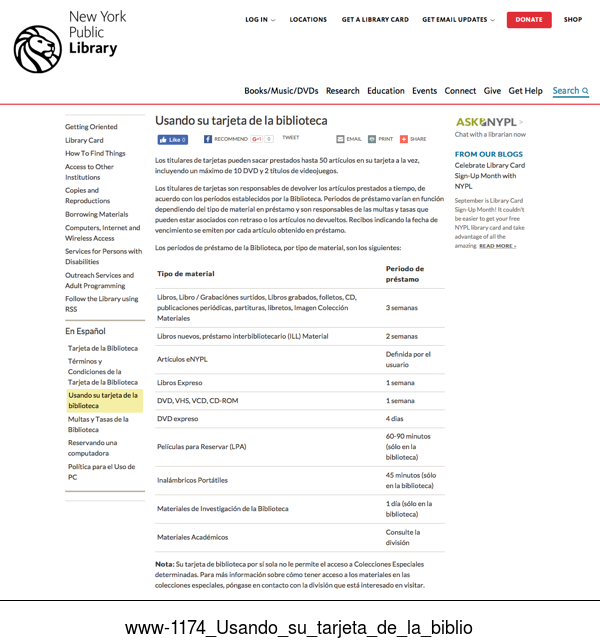 New York
Public
Library
LOG IN
LOCATIONS
GET A LIBRARY CARD
GET EMAIL UPDATES
DONATE
SHOP
Books/Music/DVDs Research Education Events Connect Give Get Help Search
Getting Oriented
Library Card
How To Find Things
Access to Other
Institutions
Copies and
Reproductions
Borrowing Materials
Computers, Internet and
Wireless Access
Services for Persons with
Disabilities
Outreach Services and
Adult Programming
Follow the Library using
RSS
En Español
Tarjeta de la Biblioteca
Términos y
Condiciones de la
Tarjeta de la Biblioteca
Usando su tarjeta de la
biblioteca
Multas y Tasas de la
Biblioteca
Reservando una
computadora
Política para el Uso de
PC
Usando su tarjeta de la biblioteca
Like 0 RECOMMEND G+1 0 TWEET EMAIL PRINT SHARE
Los titulares de tarjetas pueden sacar prestados hasta 50 artículos en su tarjeta a la vez,
incluyendo un máximo de 10 DVD y 2 títulos de videojuegos.
Los titulares de tarjetas son responsables de devolver los artículos prestados a tiempo, de
acuerdo con los períodos establecidos por la Biblioteca. Periodos de préstamo varían en función
dependiendo del tipo de material en préstamo y son responsables de las multas y tasas que
pueden estar asociados con retraso o los artículos no devueltos. Recibos indicando la fecha de
vencimiento se emiten por cada artículo obtenido en préstamo.
Los periodos de préstamo de la Biblioteca, por tipo de material, son los siguientes:
Tipo de material
Periodo de
préstamo
Libros, Libro / Grabaciónes surtidos, Libros grabados, folletos, CD,
publicaciones periódicas, partituras, libretos, Imagen Colección
Materiales
3 semanas
Libros nuevos, préstamo interbibliotecario (ILL) Material
2 semanas
Artículos eNYPL
Definida por el
usuario
Libros Expreso
1 semana
DVD, VHS, VCD, CD-ROM
1 semana
DVD expreso
4 dias
Películas para Reservar (LPA)
60-90 minutos
(sólo en la
biblioteca)
Inalámbricos Portátiles
45 minutos (sólo
en la biblioteca)
Materiales de Investigación de la Biblioteca
1 dia (sólo en la
biblioteca)
Materiales Académicos
Consulte la
división
Nota: Su tarjeta de biblioteca por sí sola no le permite el acceso a Colecciones Especiales
determinadas. Para más información sobre cómo tener acceso a los materiales en las
colecciones especiales, póngase en contacto con la división que está interesado en visitar.
ASK NYPL
Chat with a librarian now
FROM OUR BLOGS
Celebrate Library Card
Sign-Up Month with
NYPL
September is Library Card
Sign-Up Month! It couldn't
be easier to get your free
NYPL library card and take
advantage of all the
amazing READ MORE ›
www-1174_Usando_su_tarjeta_de_la_biblio